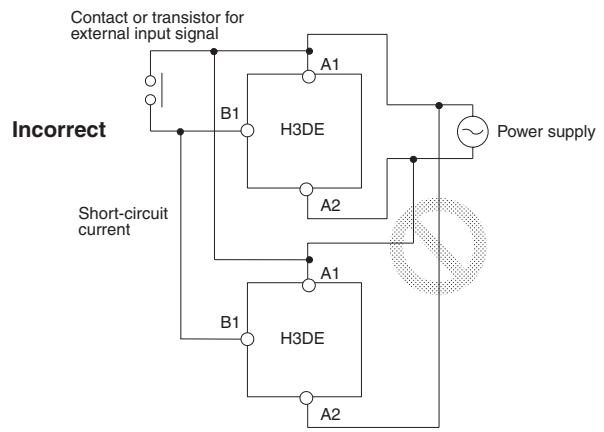 Contact or transistor for
external input signal
A1
B1
H3DE
Incorrect
Power supply
A2
Short-circuit
current
A1
B1
H3DE
A2